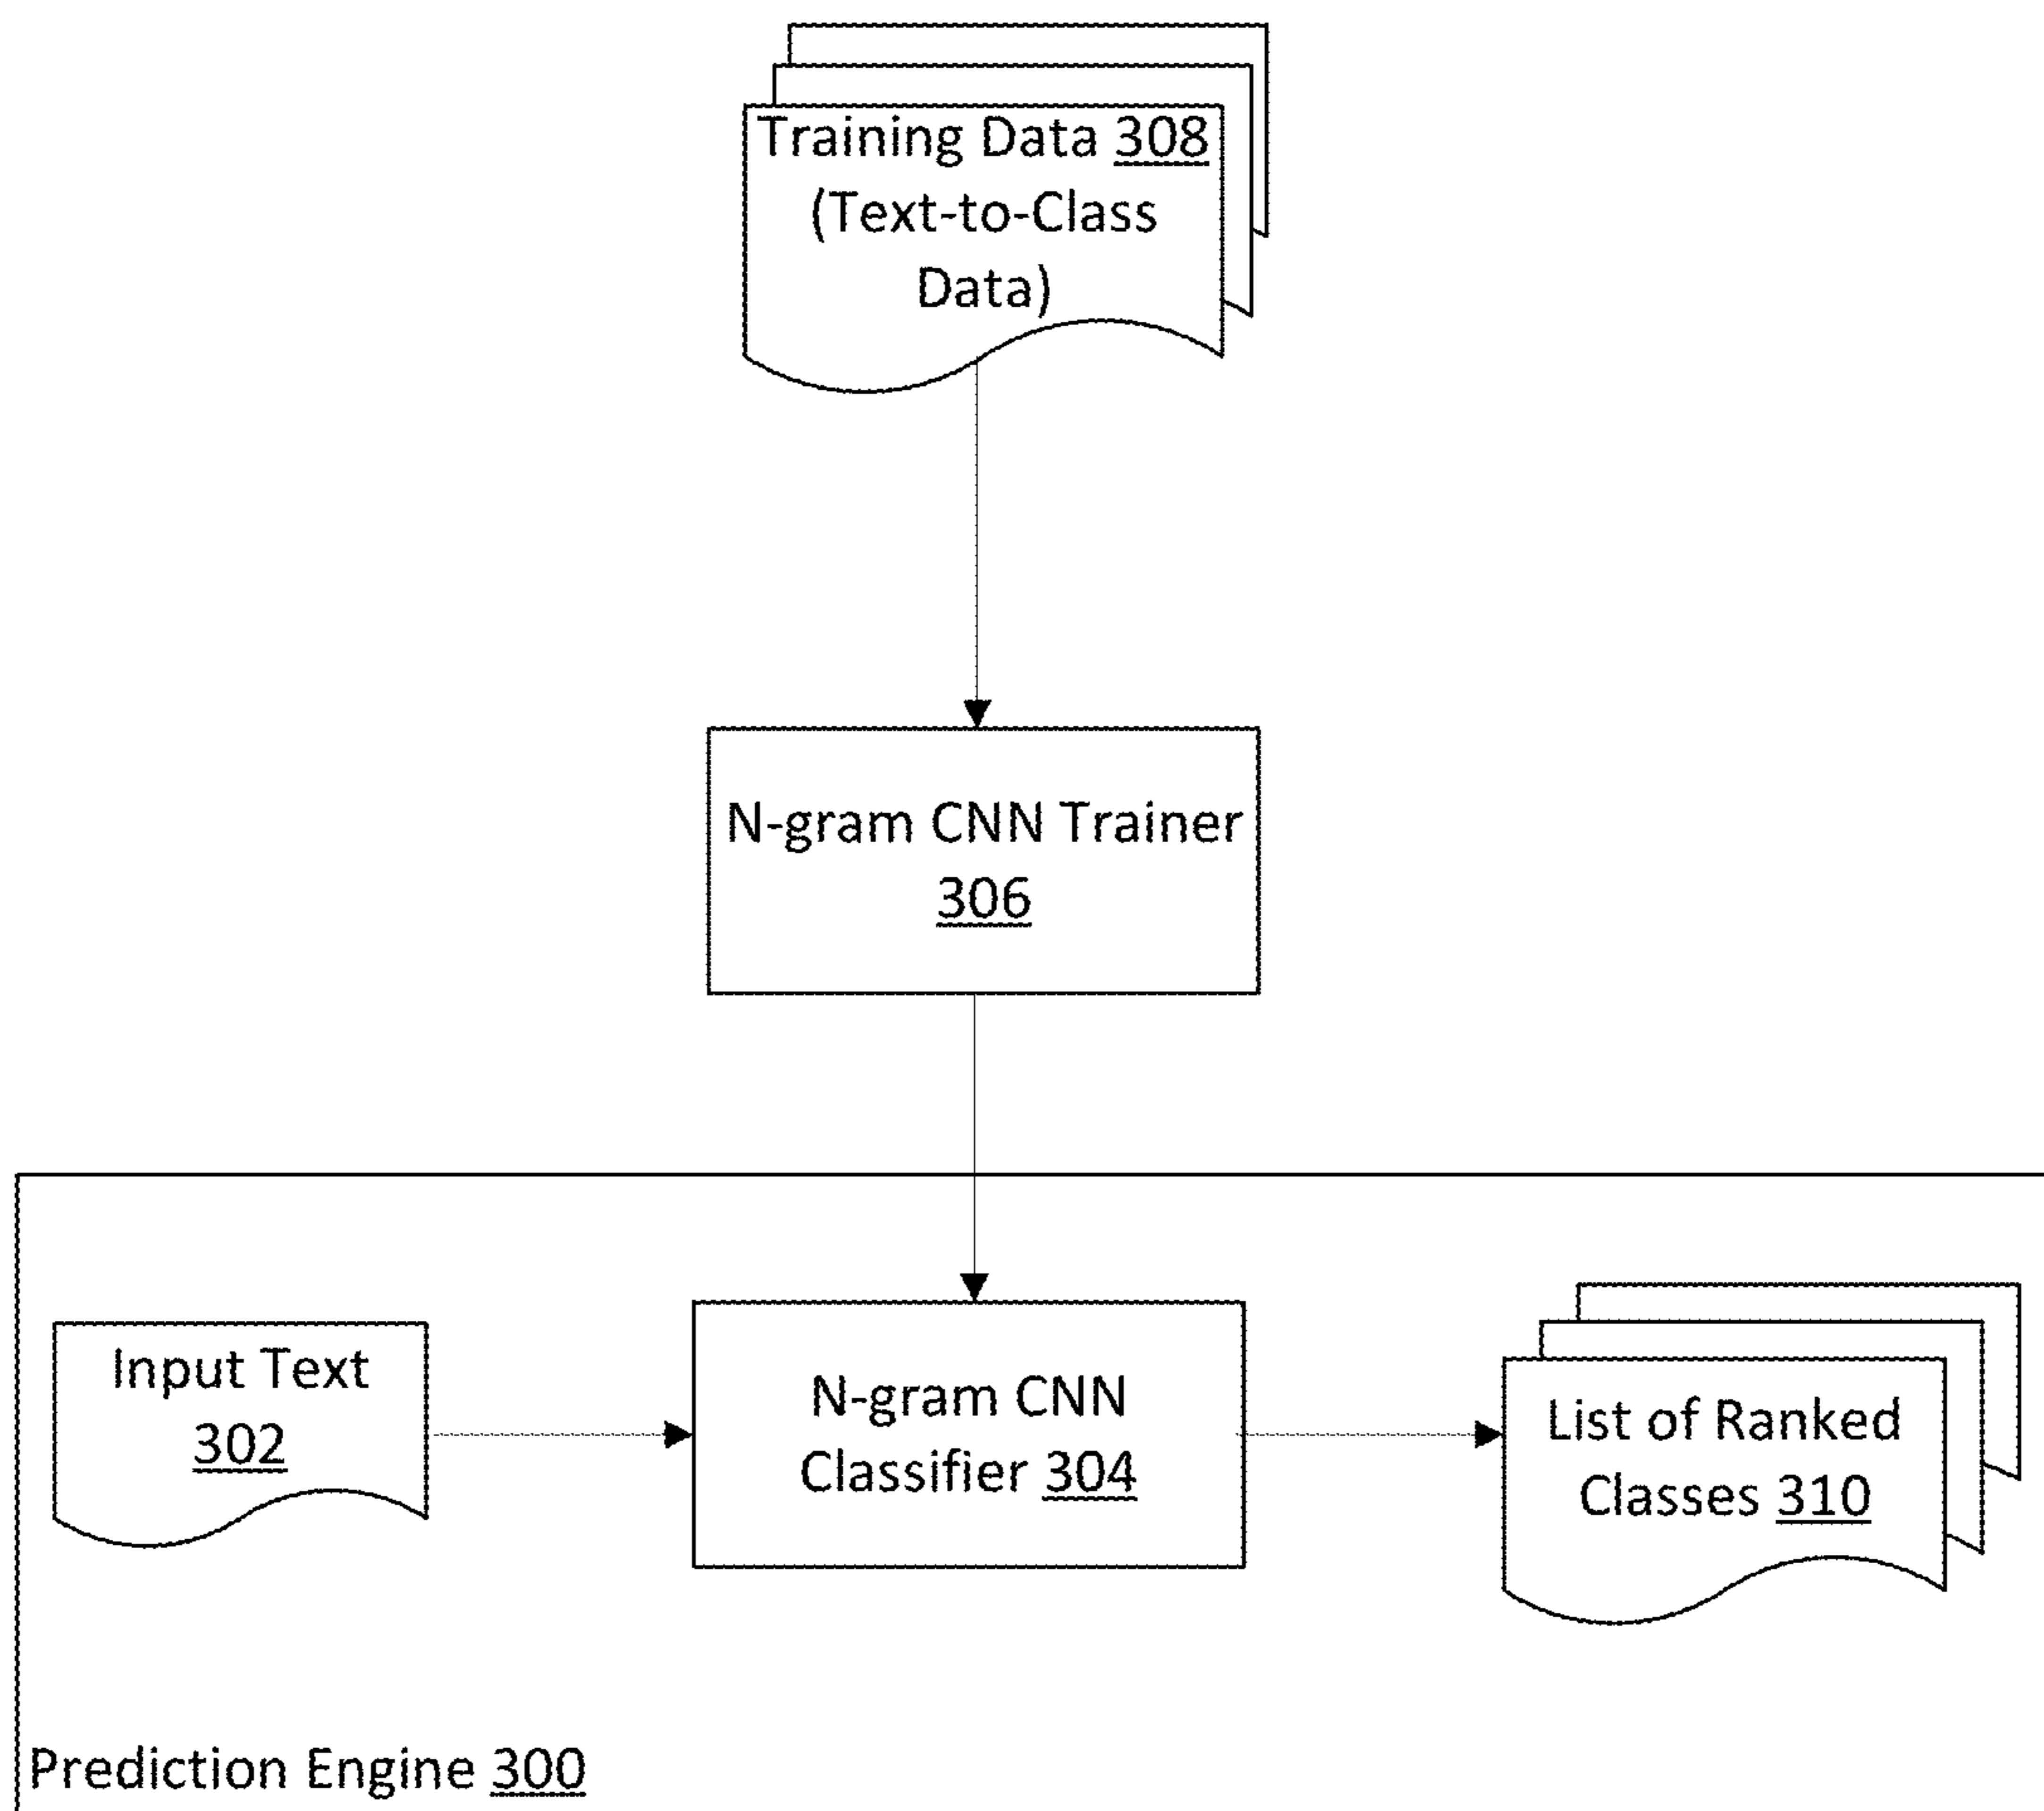 Training Data 308
(Text-to-Class
Data)
N-gram CNN Trainer
306
Input Text
302
N-gram CNN
Classifier 304
List of Ranked
Classes 310
Prediction Engine 300